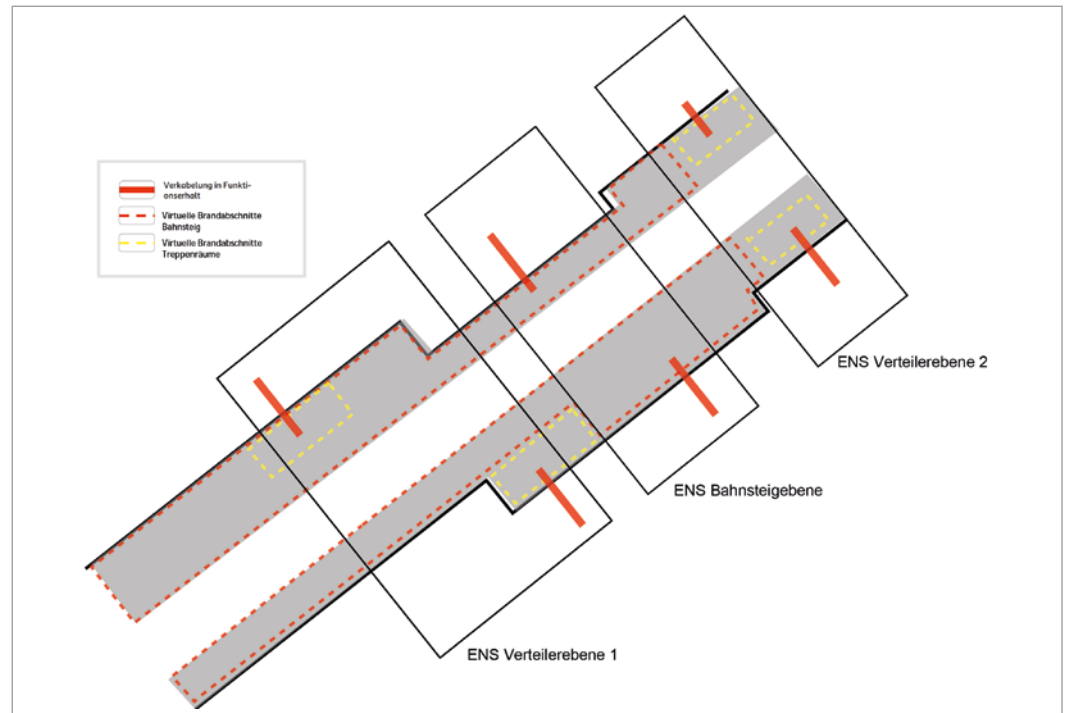 Verkabelung in Funkti-
onserhalt
Virtuelle Brandabschnitte
Bahnsteig
Virtuelle Brandabschnitte
Treppenräume
ENS Verteilerebene 2
ENS Bahnsteigebene
ENS Verteilerebene 1